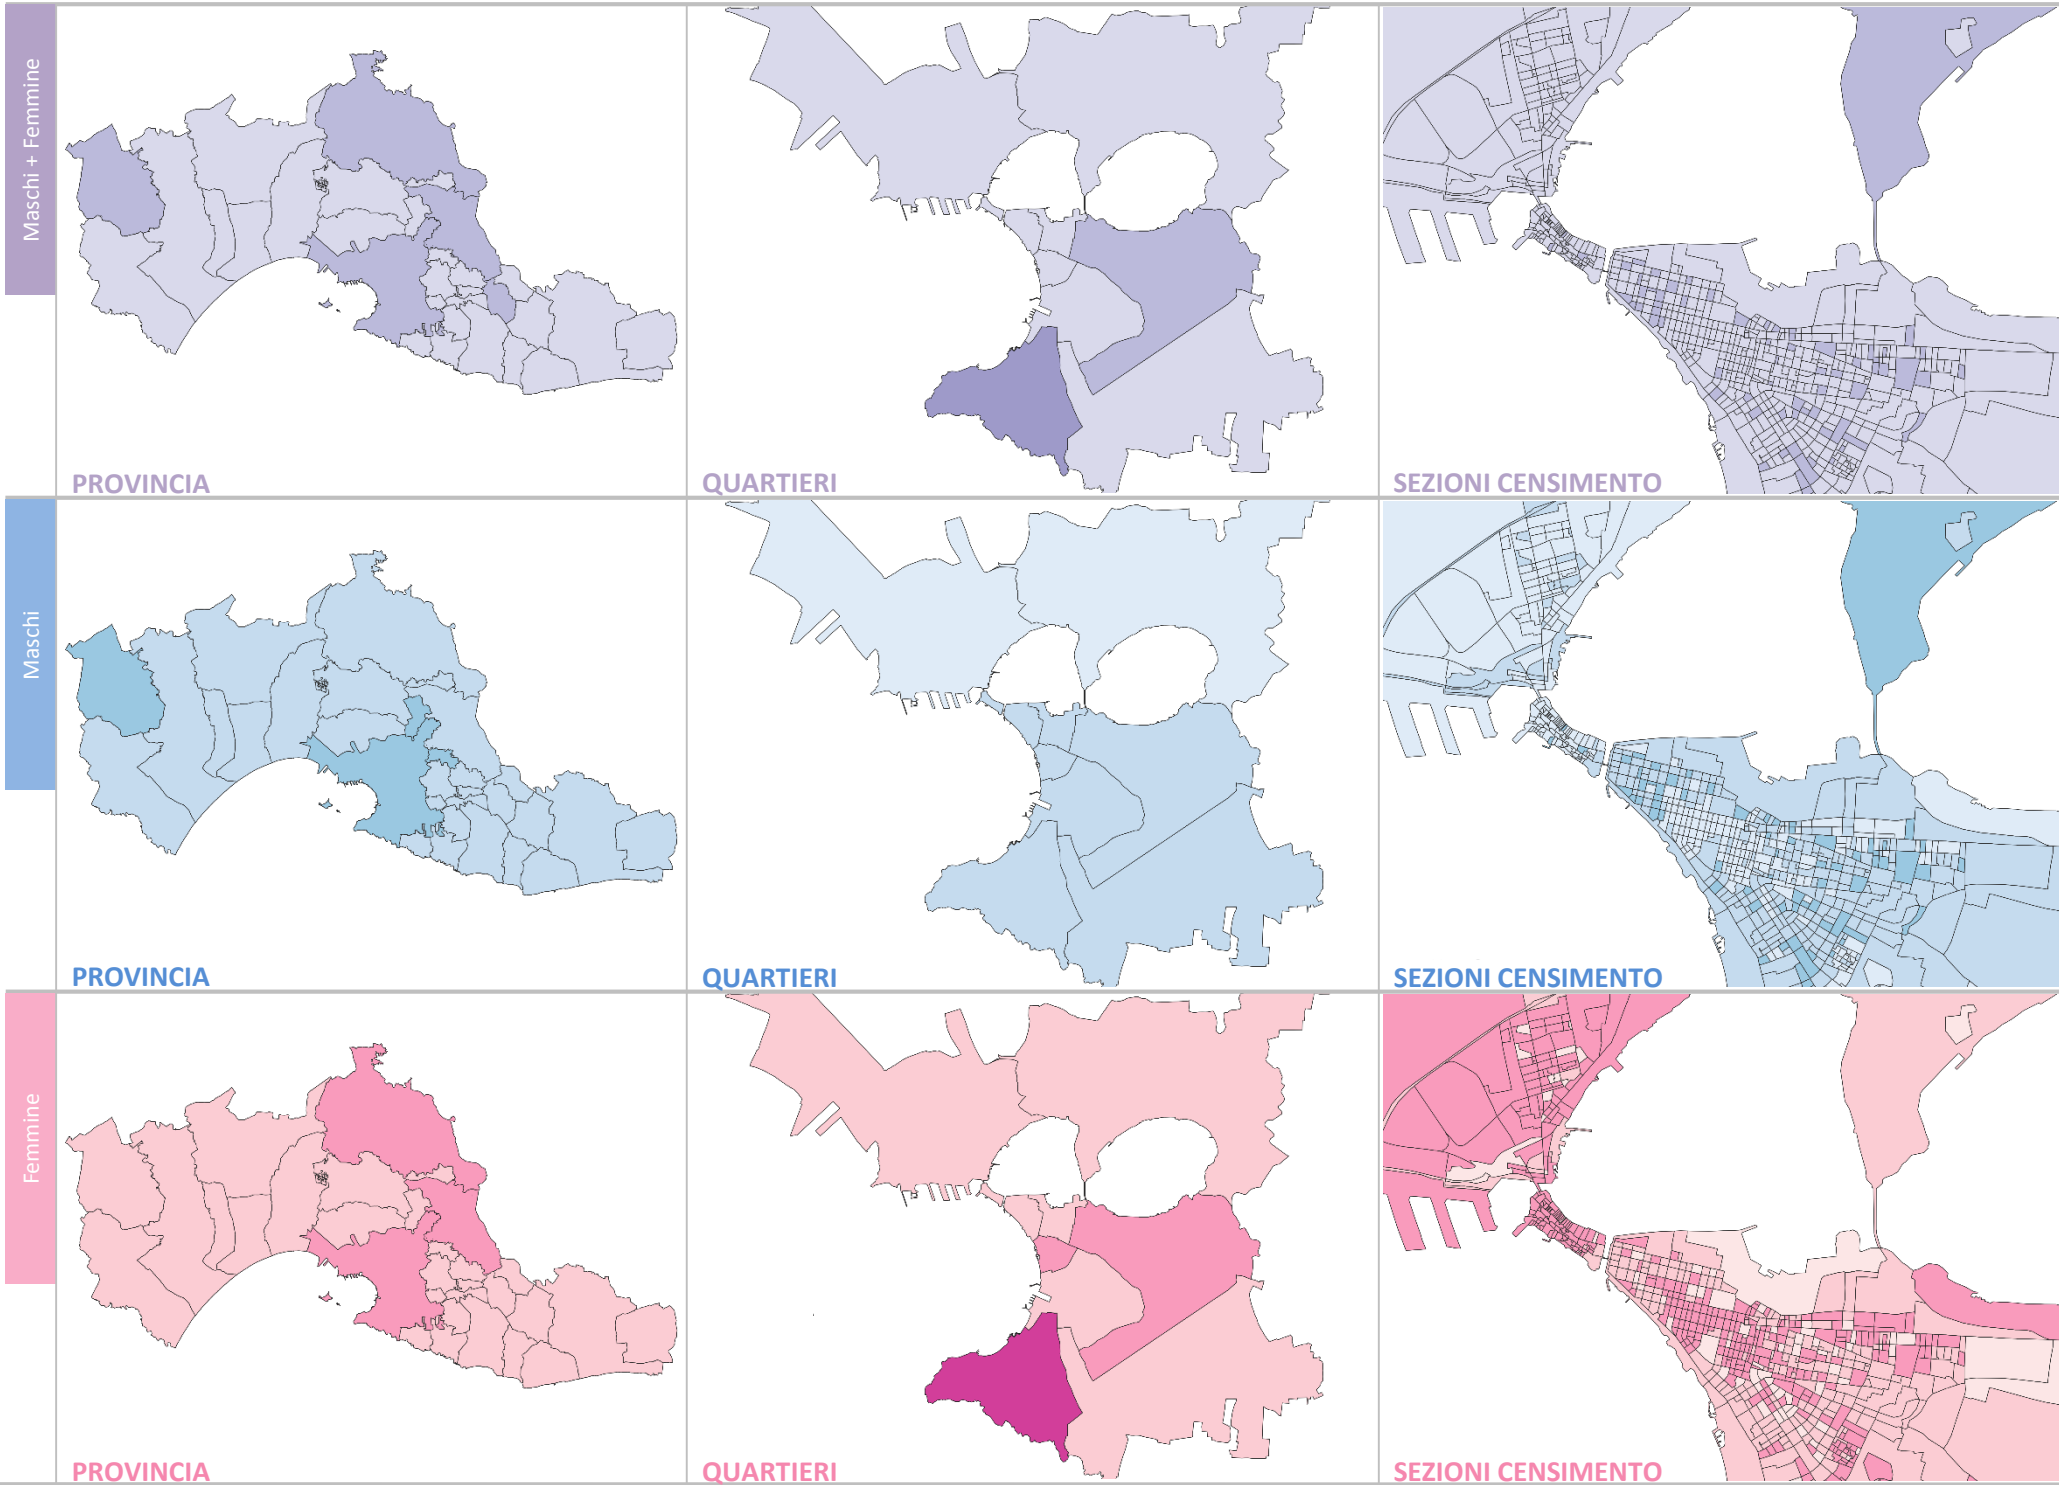 Maschi + Femmine
PROVINCIA
QUARTIERI
SEZIONI CENSIMENTO
Maschi
PROVINCIA
QUARTIERI
SEZIONI CENSIMENTO
Femmine
PROVINCIA
QUARTIERI
SEZIONI CENSIMENTO